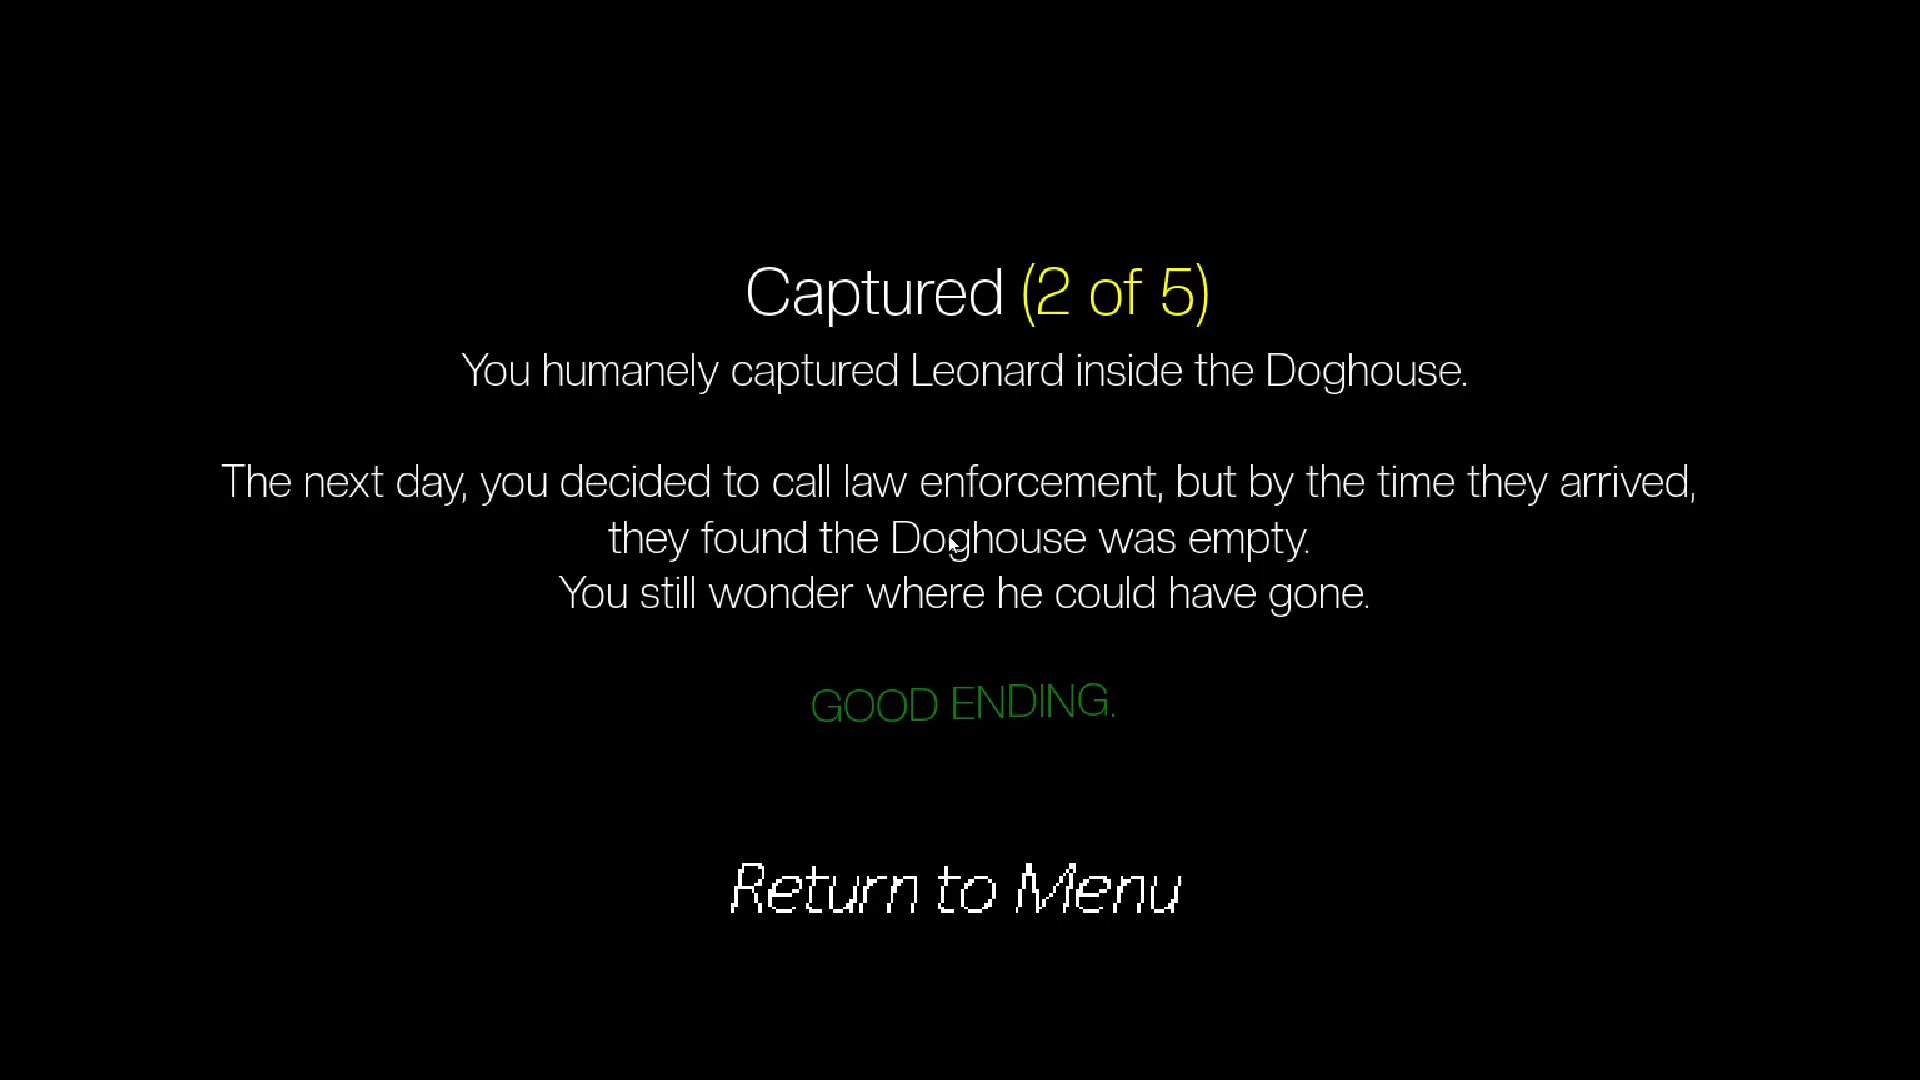 Captured (2 of 5)
You humanely captured Leonard inside the Doghouse.
The next day, you decided to call law enforcement, but by the time they arrived,
they found the Doghouse was empty.
You still wonder where he could have gone.
GOOD ENDING.
Return to Menu